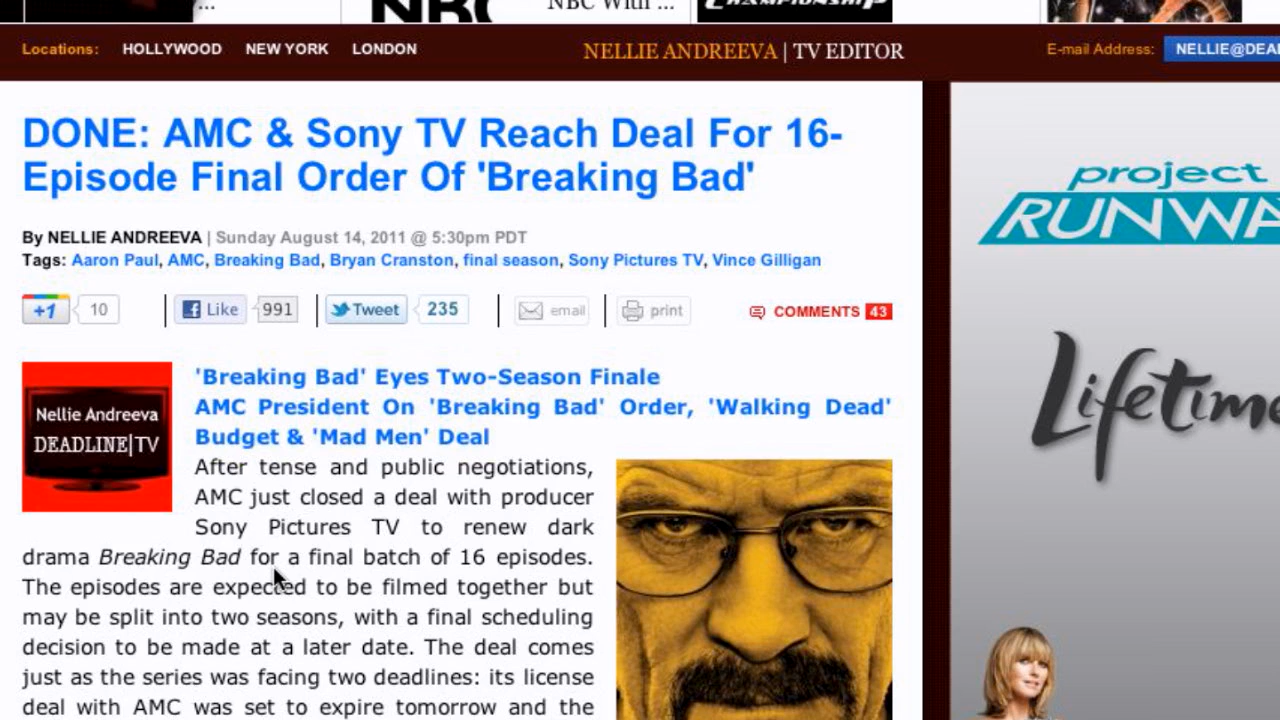 ...
NBC
NBC With ...
CHAMPIONSHIP
Locations: HOLLYWOOD NEW YORK LONDON
NELLIE ANDREEVA | TV EDITOR
E-mail Address:
DONE: AMC & Sony TV Reach Deal For 16-
Episode Final Order Of 'Breaking Bad'
By NELLIE ANDREEVA | Sunday August 14, 2011 @ 5:30pm PDT
Tags: Aaron Paul, AMC, Breaking Bad, Bryan Cranston, final season, Sony Pictures TV, Vince Gilligan
+1 10 Like 991 Tweet 235 email print COMMENTS 43
Nellie Andreeva
DEADLINE|TV
'Breaking Bad' Eyes Two-Season Finale
AMC President On 'Breaking Bad' Order, 'Walking Dead'
Budget & 'Mad Men' Deal
After tense and public negotiations,
AMC just closed a deal with producer
Sony Pictures TV to renew dark
drama Breaking Bad for a final batch of 16 episodes.
The episodes are expected to be filmed together but
may be split into two seasons, with a final scheduling
decision to be made at a later date. The deal comes
just as the series was facing two deadlines: its license
deal with AMC was set to expire tomorrow and the
project
RUNWA
Lifetime